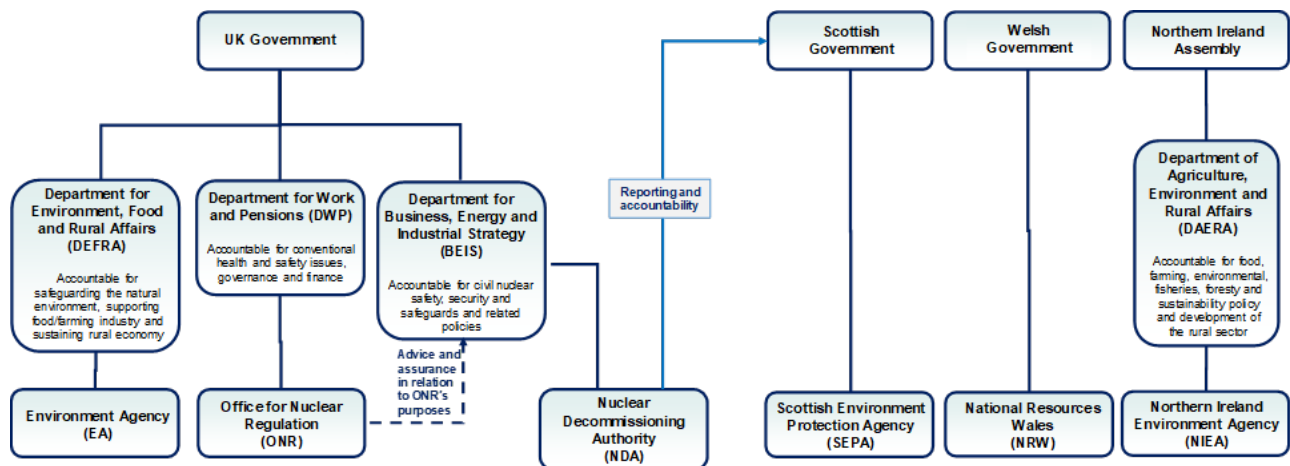 UK Government
Scottish
Government
Welsh
Government
Northern Ireland
Assembly
Department for
Environment, Food
and Rural Affairs
(DEFRA)
Accountable for
safeguarding the natural
environment, supporting
food/farming industry and
sustaining rural economy
Department for Work
and Pensions (DWP)
Accountable for conventional
health and safety issues,
governance and finance
Department for
Business, Energy and
Industrial Strategy
(BEIS)
Accountable for civil nuclear
safety, security and
safeguards and related
policies
Reporting and
accountability
Department of
Agriculture,
Environment and
Rural Affairs
(DAERA)
Accountable for food,
farming, environmental,
fisheries, foresty and
sustainability policy
and development of
the rural sector
Advice and
assurance
in relation
to ONR's
purposes
Environment Agency
(EA)
Office for Nuclear
Regulation
(ONR)
Nuclear
Decommissioning
Authority
(NDA)
Scottish Environment
Protection Agency
(SEPA)
National Resources
Wales
(NRW)
Northern Ireland
Environment Agency
(NIEA)